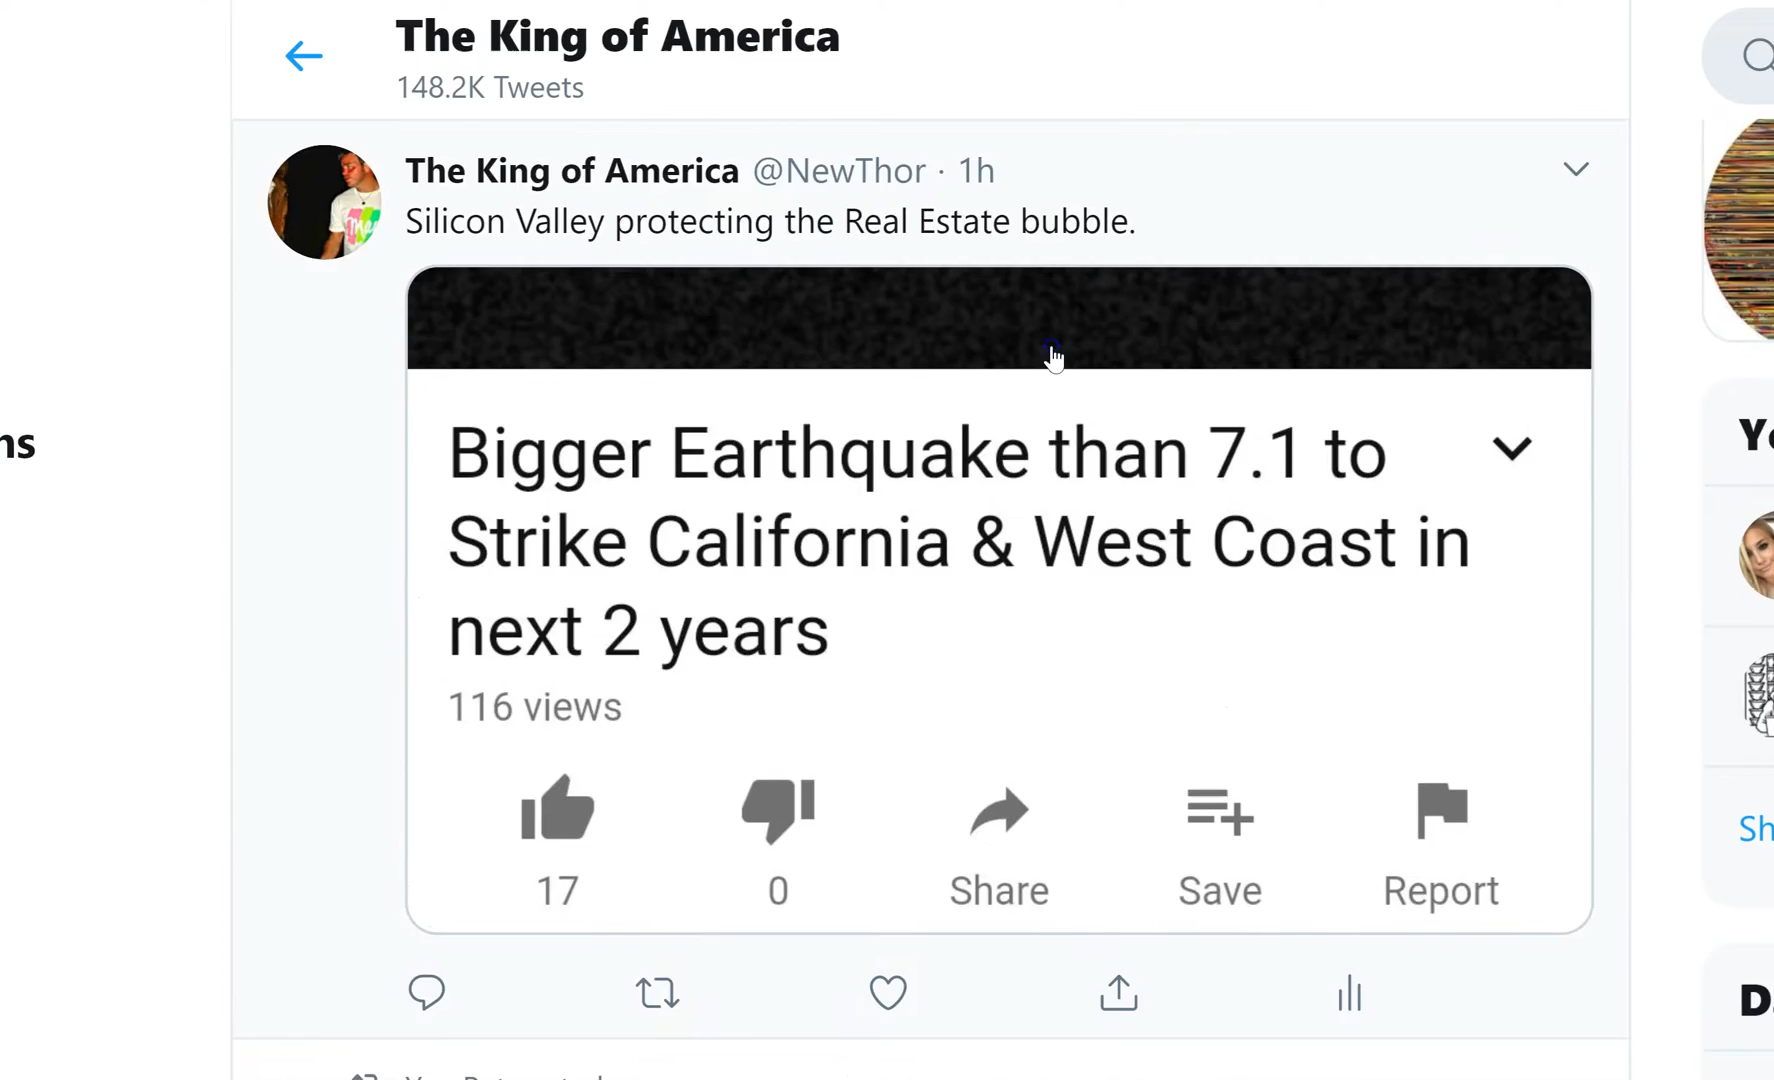 The King of America
148.2K Tweets
The King of America @NewThor · 1h
Silicon Valley protecting the Real Estate bubble.
Bigger Earthquake than 7.1 to
Strike California & West Coast in
next 2 years
116 views
17 0 Share Save Report
ns
Sh